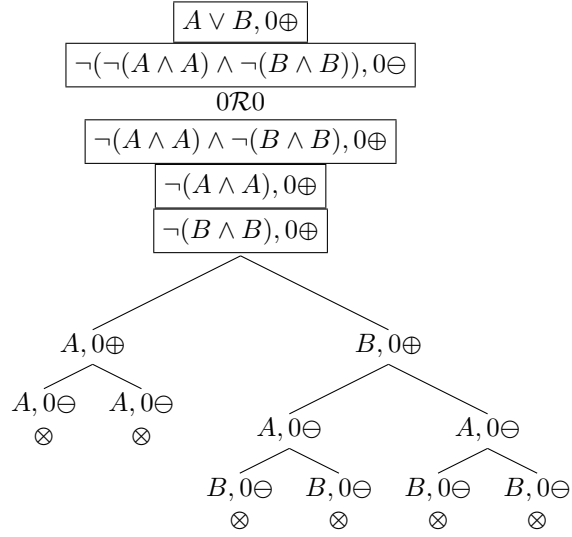 A ∨ B, 0⊕
¬(¬(A ∧ A) ∧ ¬(B ∧ B)), 0⊖
0ℛ0
¬(A ∧ A) ∧ ¬(B ∧ B), 0⊕
¬(A ∧ A), 0⊕
¬(B ∧ B), 0⊕
A, 0⊕ B, 0⊕
A, 0⊖ A, 0⊖
⊗ ⊗
A, 0⊖ A, 0⊖
B, 0⊖ B, 0⊖ B, 0⊖ B, 0⊖
⊗ ⊗ ⊗ ⊗